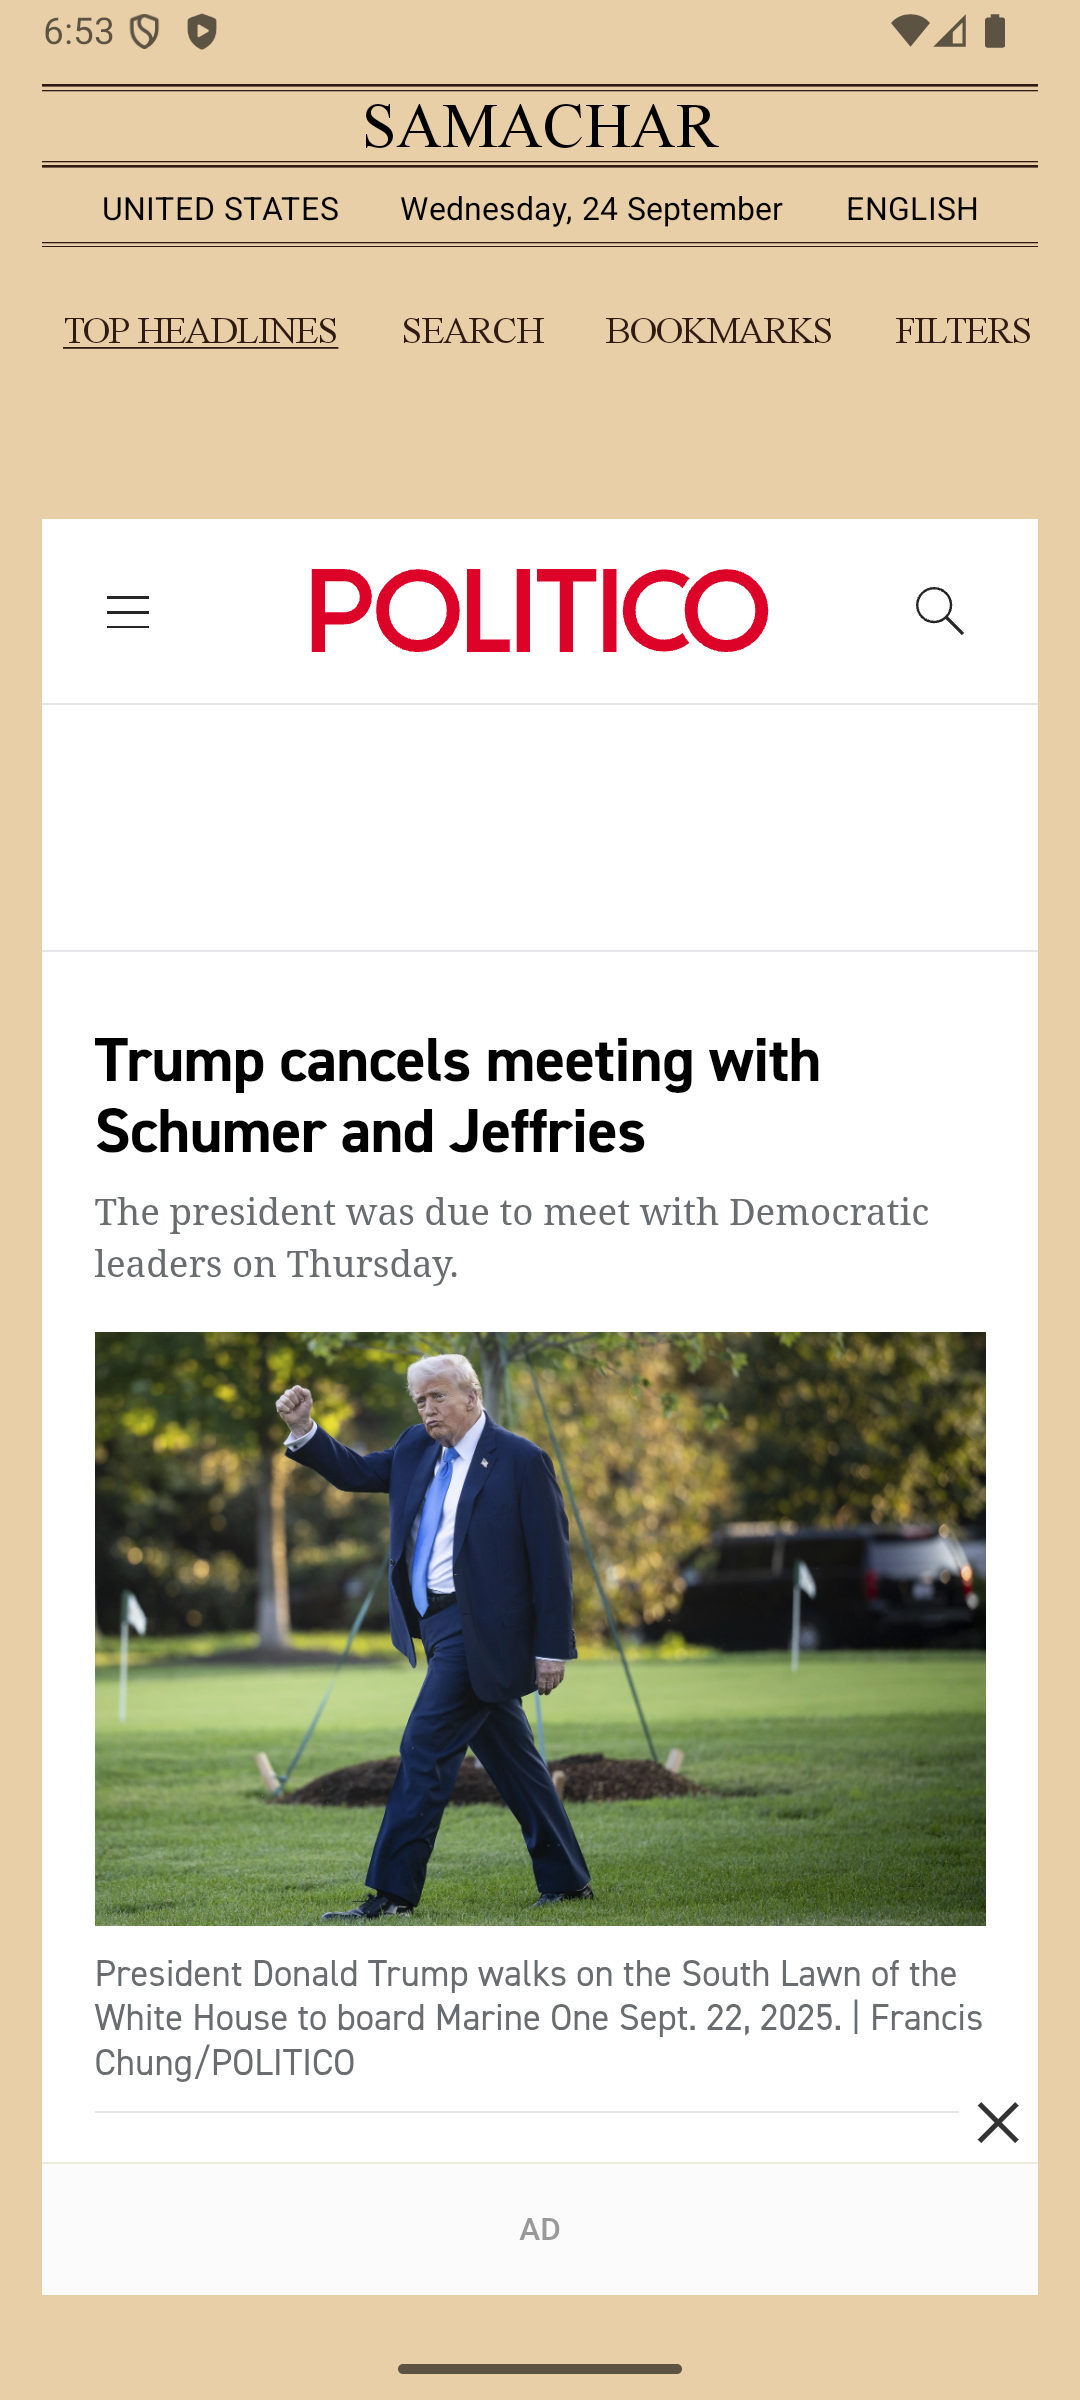 6:53
SAMACHAR
UNITED STATES Wednesday, 24 September ENGLISH
TOP HEADLINES SEARCH BOOKMARKS FILTERS
POLITICO
Trump cancels meeting with
Schumer and Jeffries
The president was due to meet with Democratic
leaders on Thursday.
President Donald Trump walks on the South Lawn of the
White House to board Marine One Sept. 22, 2025. | Francis
Chung/POLITICO
AD